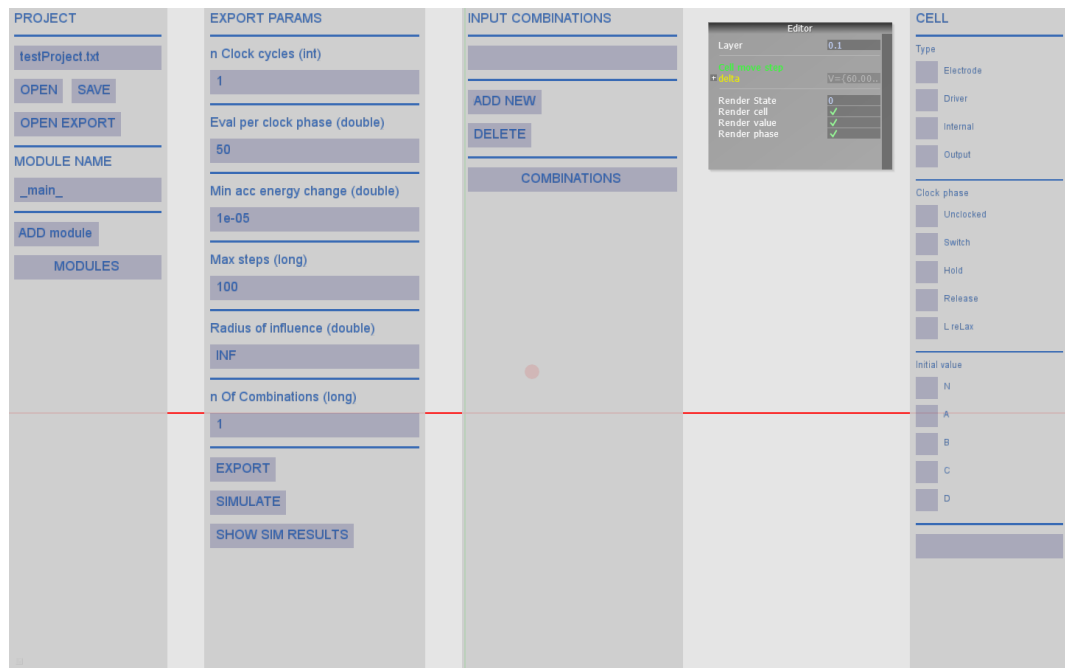 PROJECT
testProject.txt
OPEN SAVE
OPEN EXPORT
MODULE NAME
_main_
ADD module
MODULES
EXPORT PARAMS
n Clock cycles (int)
1
Eval per clock phase (double)
50
Min acc energy change (double)
1e-05
Max steps (long)
100
Radius of influence (double)
INF
n Of Combinations (long)
1
EXPORT
SIMULATE
SHOW SIM RESULTS
INPUT COMBINATIONS
ADD NEW
DELETE
COMBINATIONS
Editor
Layer 0.1
delta V={60.00..
Render State 0
Render cell
Render value
Render phase
CELL
Type
Electrode
Driver
Internal
Output
Clock phase
Unclocked
Switch
Hold
Release
L reLax
Initial value
N
A
B
C
D